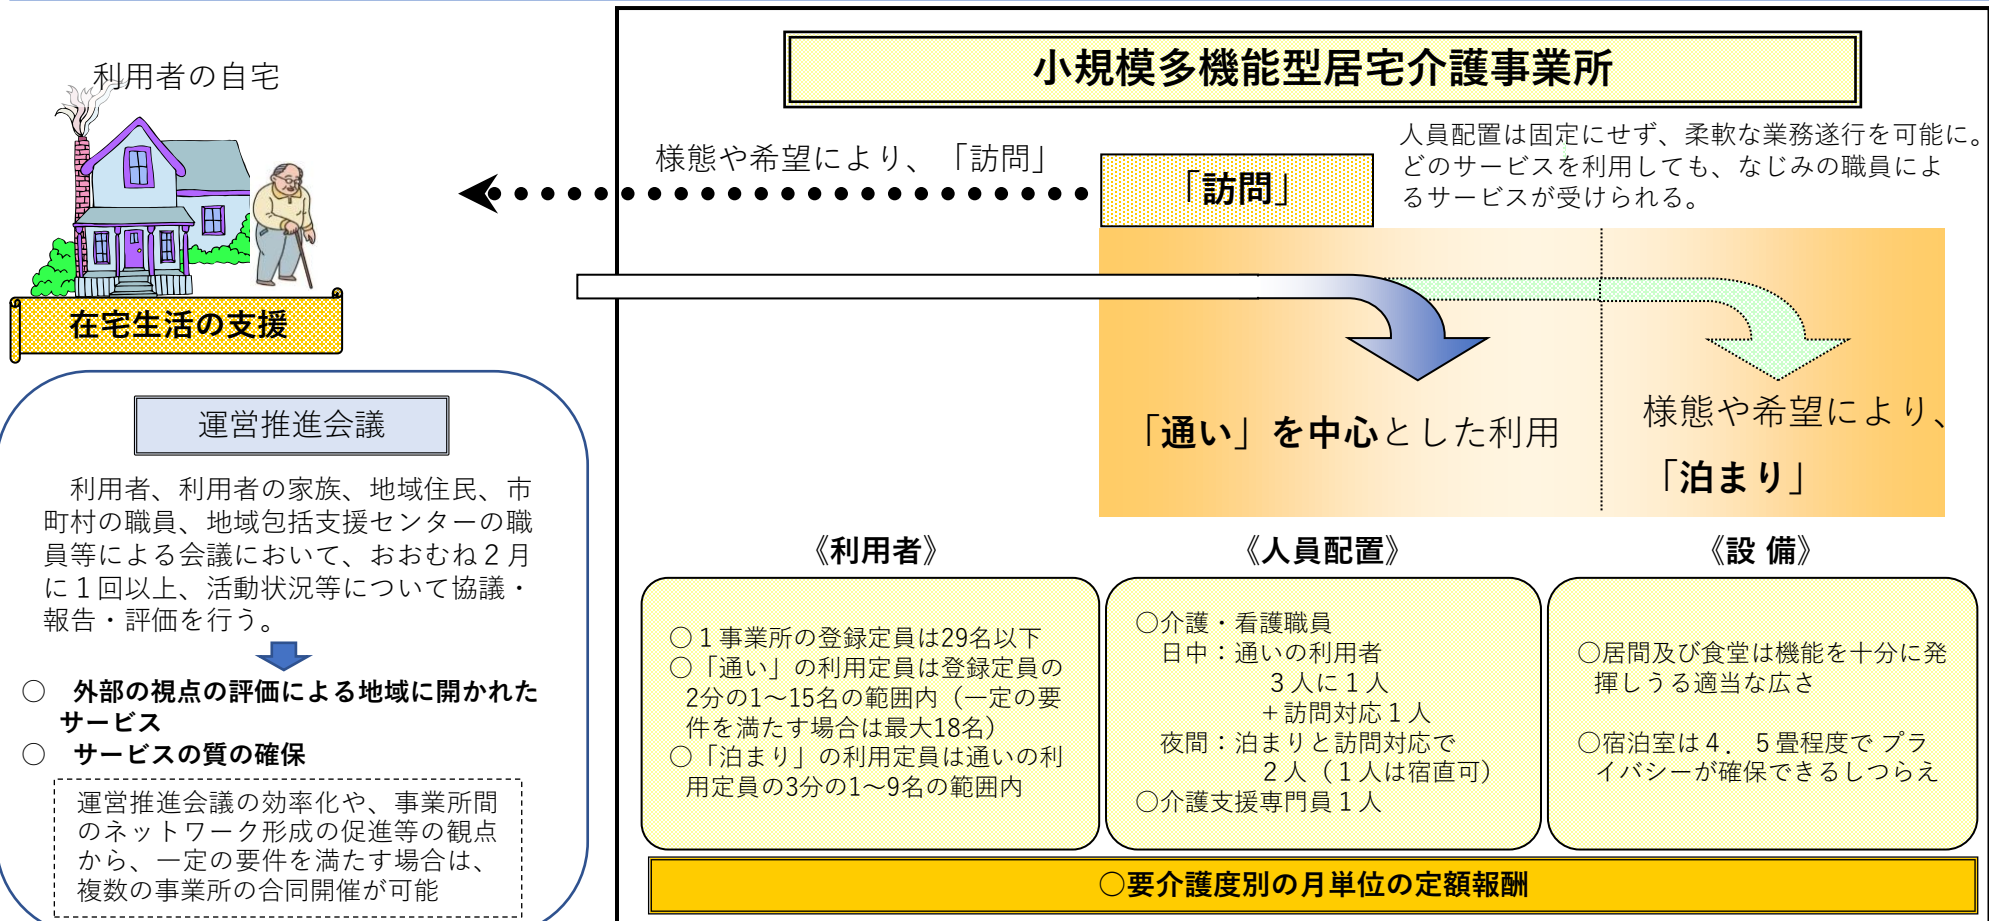 利用者の自宅
在宅生活の支援
運営推進会議
利用者、利用者の家族、地域住民、市
町村の職員、地域包括支援センターの職
員等による会議において、おおむね２月
に１回以上、活動状況等について協議・
報告・評価を行う。
○　外部の視点の評価による地域に開かれた
サービス
○　サービスの質の確保
運営推進会議の効率化や、事業所間
のネットワーク形成の促進等の観点
から、一定の要件を満たす場合は、
複数の事業所の合同開催が可能
小規模多機能型居宅介護事業所
様態や希望により、「訪問」
「訪問」
人員配置は固定にせず、柔軟な業務遂行を可能に。
どのサービスを利用しても、なじみの職員によ
るサービスが受けられる。
「通い」を中心とした利用
様態や希望により、
「泊まり」
《利用者》
○１事業所の登録定員は29名以下
○「通い」の利用定員は登録定員の
2分の1～15名の範囲内（一定の要
件を満たす場合は最大18名）
○「泊まり」の利用定員は通いの利
用定員の3分の1～9名の範囲内
《人員配置》
○介護・看護職員
日中：通いの利用者
３人に１人
＋訪問対応１人
夜間：泊まりと訪問対応で
２人（１人は宿直可）
○介護支援専門員１人
《設 備》
○居間及び食堂は機能を十分に発
揮しうる適当な広さ
○宿泊室は４．５畳程度で プラ
イバシーが確保できるしつらえ
○要介護度別の月単位の定額報酬